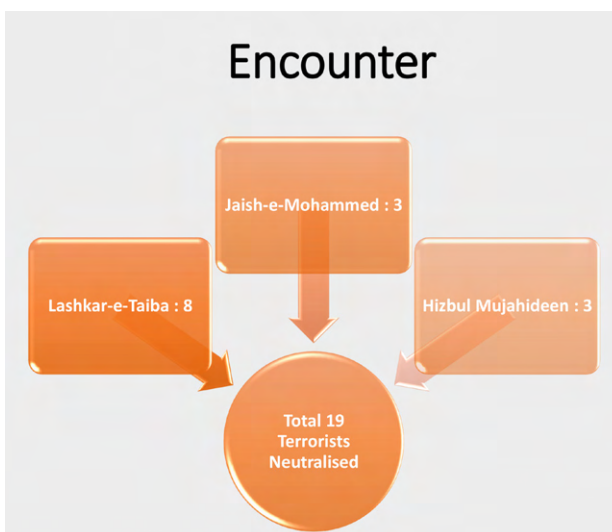 Encounter
Jaish-e-Mohammed : 3
Lashkar-e-Taiba : 8
Hizbul Mujahideen : 3
Total 19
Terrorists
Neutralised